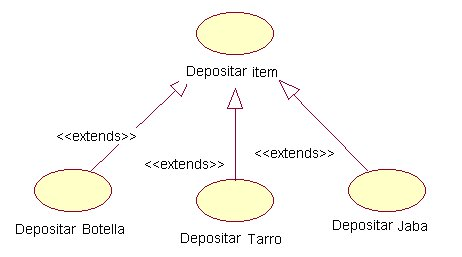 Depositar item
<<extends>>
<<extends>>
<<extends>>
Depositar Botella
Depositar Tarro
Depositar Jaba